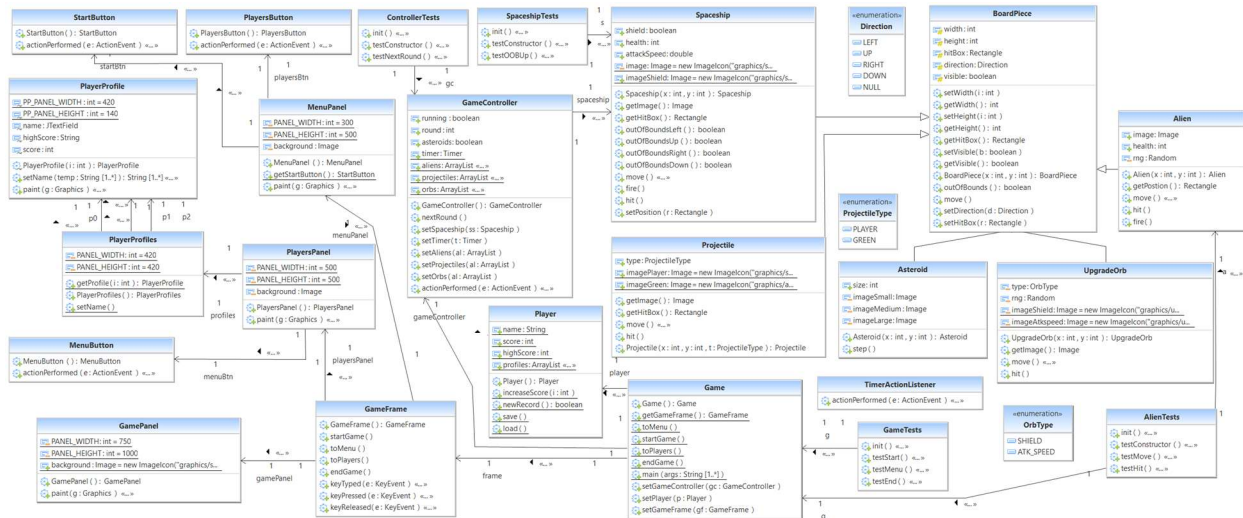 StartButton
StartButton ( ) : StartButton
actionPerformed ( e : ActionEvent ) «...»
PlayersButton
PlayersButton ( ) : PlayersButton
actionPerformed ( e : ActionEvent ) «...»
ControllerTests
init ( ) «...»
testConstructor ( ) «...»
testNextRound ( ) «...»
SpaceshipTests
init ( ) «...»
testConstructor ( ) «...»
testOOBUp ( ) «...»
Spaceship
shield : boolean
health : int
attackSpeed : double
image : Image = new ImageIcon("graphics/s...
imageShield : Image = new ImageIcon("graphics/s...
Spaceship ( x : int , y : int ) : Spaceship
getImage ( ) : Image
getHitBox ( ) : Rectangle
outOfBoundsLeft ( ) : boolean
outOfBoundsUp ( ) : boolean
outOfBoundsRight ( ) : boolean
outOfBoundsDown ( ) : boolean
move ( ) «...»
fire ( )
hit ( )
setPosition ( r : Rectangle )
«enumeration»
Direction
LEFT
UP
RIGHT
DOWN
NULL
BoardPiece
width : int
height : int
hitBox : Rectangle
direction : Direction
visible : boolean
setWidth ( i : int )
getWidth ( ) : int
setHeight ( i : int )
getHeight ( ) : int
getHitBox ( ) : Rectangle
setVisible ( b : boolean )
getVisible ( ) : boolean
BoardPiece ( x : int , y : int ) : BoardPiece
outOfBounds ( ) : boolean
move ( )
setDirection ( d : Direction )
setHitBox ( r : Rectangle )
Alien
image : Image
health : int
rng : Random
Alien ( x : int , y : int ) : Alien
getPostion ( ) : Rectangle
move ( ) «...»
hit ( )
fire ( )
startBtn
playersBtn
gc
s
spaceship
PlayerProfile
PP_PANEL_WIDTH : int = 420
PP_PANEL_HEIGHT : int = 140
name : JTextField
highScore : String
score : int
PlayerProfile ( i : int ) : PlayerProfile
setName ( temp : String [1..*] ) : String [1..*] «...»
paint ( g : Graphics ) «...»
MenuPanel
PANEL_WIDTH : int = 300
PANEL_HEIGHT : int = 500
background : Image
MenuPanel ( ) : MenuPanel
getStartButton ( ) : StartButton
paint ( g : Graphics ) «...»
GameController
running : boolean
round : int
asteroids : boolean
timer : Timer
aliens : ArrayList «...»
projectiles : ArrayList «...»
orbs : ArrayList «...»
GameController ( ) : GameController
nextRound ( )
setSpaceship ( ss : Spaceship )
setTimer ( t : Timer )
setAliens ( al : ArrayList )
setProjectiles ( al : ArrayList )
setOrbs ( al : ArrayList )
actionPerformed ( e : ActionEvent ) «...»
«enumeration»
ProjectileType
PLAYER
GREEN
p0 p1 p2
menuPanel
PlayerProfiles
PANEL_WIDTH : int = 420
PANEL_HEIGHT : int = 420
getProfile ( i : int ) : PlayerProfile
PlayerProfiles ( ) : PlayerProfiles
setName ( )
profiles
PlayersPanel
PANEL_WIDTH : int = 500
PANEL_HEIGHT : int = 500
background : Image
PlayersPanel ( ) : PlayersPanel
paint ( g : Graphics ) «...»
Projectile
type : ProjectileType
imagePlayer : Image = new ImageIcon("graphics/s...
imageGreen : Image = new ImageIcon("graphics/a...
getImage ( ) : Image
getHitBox ( ) : Rectangle
move ( ) «...»
hit ( )
Projectile ( x : int , y : int , t : ProjectileType ) : Projectile
Asteroid
size : int
imageSmall : Image
imageMedium : Image
imageLarge : Image
Asteroid ( x : int , y : int ) : Asteroid
step ( )
UpgradeOrb
type : OrbType
rng : Random
imageShield : Image = new ImageIcon("graphics/u...
imageAtkspeed : Image = new ImageIcon("graphics/u...
UpgradeOrb ( x : int , y : int ) : UpgradeOrb
getImage ( ) : Image
move ( ) «...»
hit ( )
a
gameController
MenuButton
MenuButton ( ) : MenuButton
actionPerformed ( e : ActionEvent ) «...»
menuBtn
playersPanel
Player
name : String
score : int
highScore : int
profiles : ArrayList «...»
Player ( ) : Player
increaseScore ( i : int )
newRecord ( ) : boolean
save ( )
load ( )
player
GamePanel
PANEL_WIDTH : int = 750
PANEL_HEIGHT : int = 1000
background : Image = new ImageIcon("graphics/s...
GamePanel ( ) : GamePanel
paint ( g : Graphics ) «...»
gamePanel
GameFrame
GameFrame ( ) : GameFrame
startGame ( )
toMenu ( )
toPlayers ( )
endGame ( )
keyTyped ( e : KeyEvent ) «...»
keyPressed ( e : KeyEvent ) «...»
keyReleased ( e : KeyEvent ) «...»
frame
Game
Game ( ) : Game
getGameFrame ( ) : GameFrame
toMenu ( )
startGame ( )
toPlayers ( )
endGame ( )
main ( args : String [1..*] )
setGameController ( gc : GameController )
setPlayer ( p : Player )
setGameFrame ( gf : GameFrame )
TimerActionListener
actionPerformed ( e : ActionEvent ) «...»
g
GameTests
init ( ) «...»
testStart ( ) «...»
testMenu ( ) «...»
testEnd ( ) «...»
«enumeration»
OrbType
SHIELD
ATK_SPEED
AlienTests
init ( ) «...»
testConstructor ( ) «...»
testMove ( ) «...»
testHit ( ) «...»
g